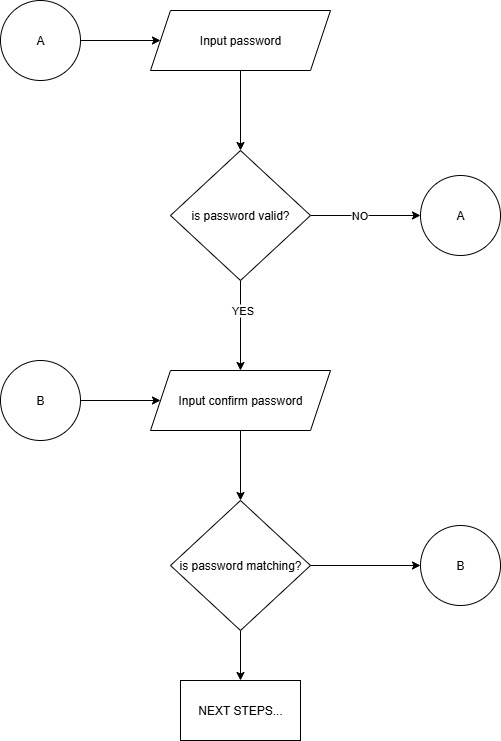 A
Input password
is password valid?
NO
A
YES
B
Input confirm password
is password matching?
B
NEXT STEPS...